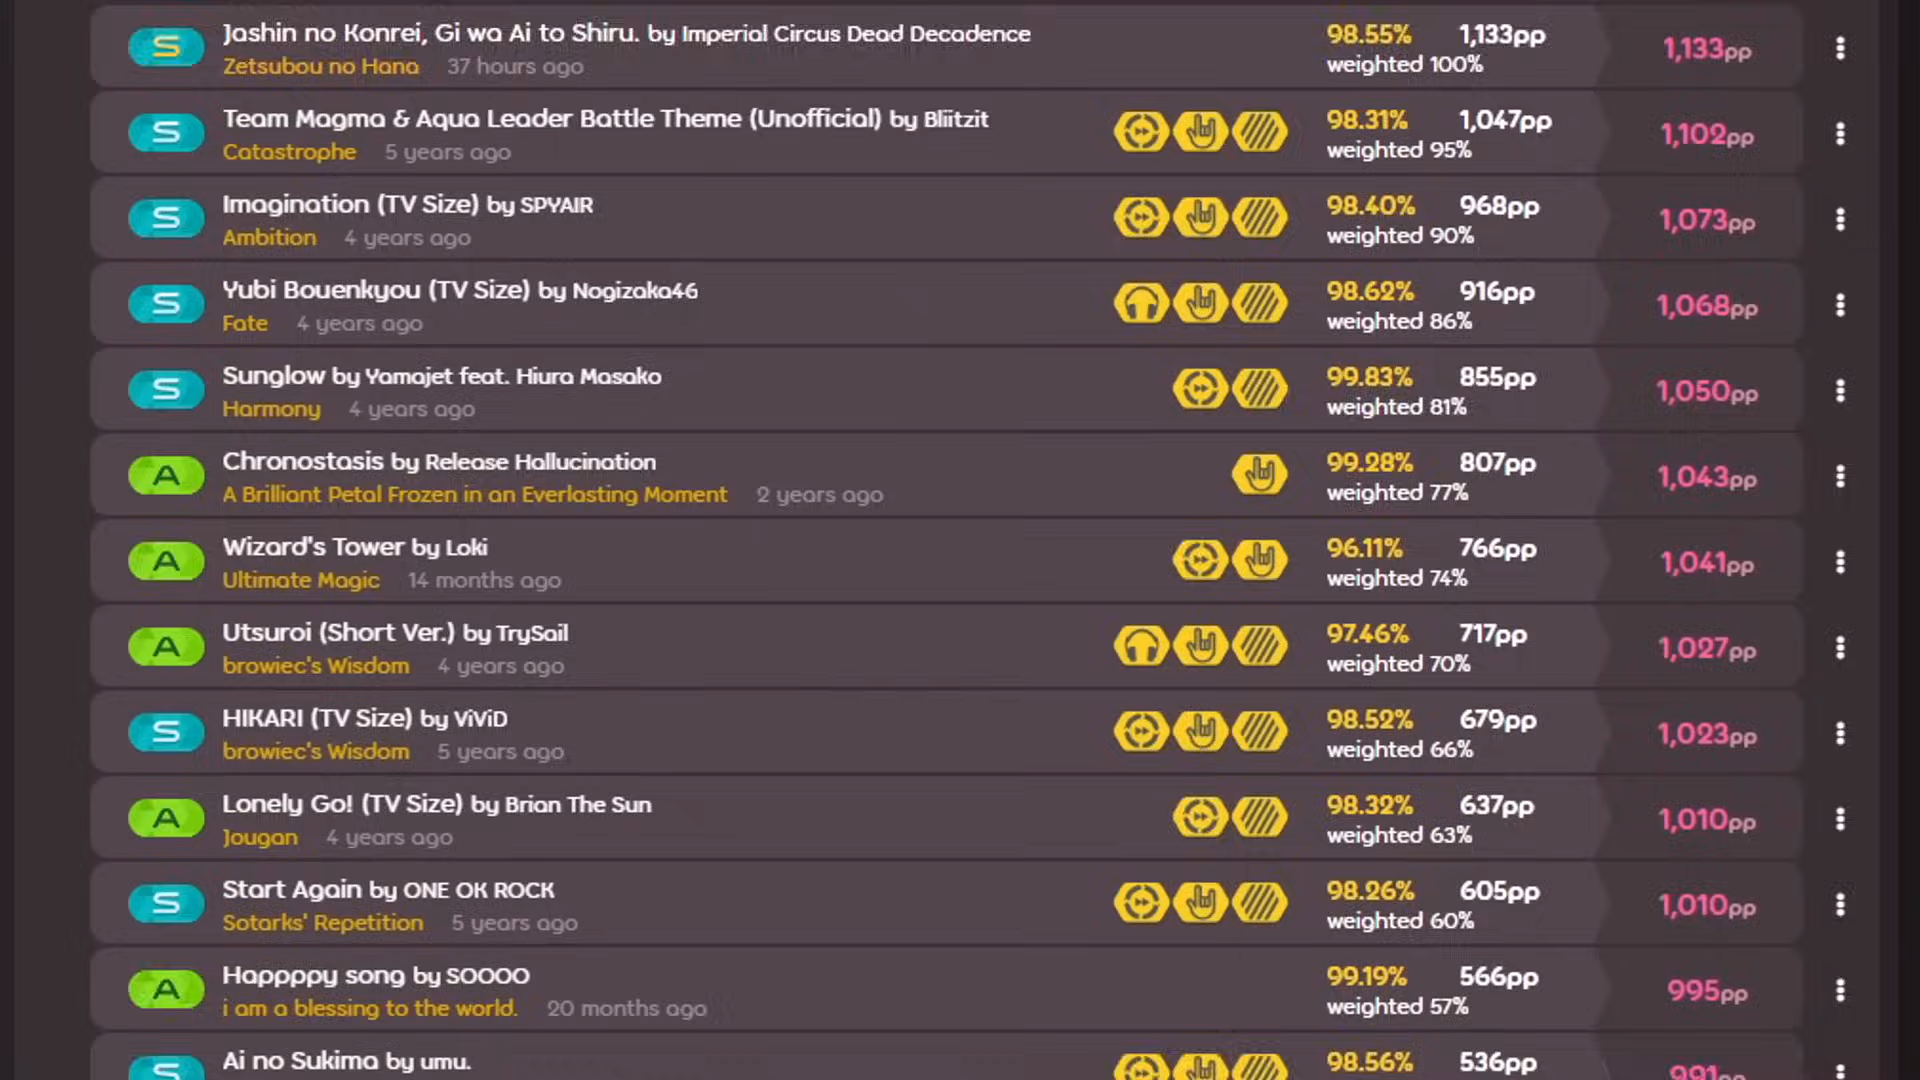 S
Jashin no Konrei, Gi wa Ai to Shiru. by Imperial Circus Dead Decadence
Zetsubou no Hana 37 hours ago
98.55% 1,133pp
weighted 100%
1,133pp
S
Team Magma & Aqua Leader Battle Theme (Unofficial) by Bliitzit
Catastrophe 5 years ago
98.31% 1,047pp
weighted 95%
1,102pp
S
Imagination (TV Size) by SPYAIR
Ambition 4 years ago
98.40% 968pp
weighted 90%
1,073pp
S
Yubi Bouenkyou (TV Size) by Nogizaka46
Fate 4 years ago
98.62% 916pp
weighted 86%
1,068pp
S
Sunglow by Yamajet feat. Hiura Masako
Harmony 4 years ago
99.83% 855pp
weighted 81%
1,050pp
A
Chronostasis by Release Hallucination
A Brilliant Petal Frozen in an Everlasting Moment 2 years ago
99.28% 807pp
weighted 77%
1,043pp
A
Wizard's Tower by Loki
Ultimate Magic 14 months ago
96.11% 766pp
weighted 74%
1,041pp
A
Utsuroi (Short Ver.) by TrySail
browiec's Wisdom 4 years ago
97.46% 717pp
weighted 70%
1,027pp
S
HIKARI (TV Size) by ViViD
browiec's Wisdom 5 years ago
98.52% 679pp
weighted 66%
1,023pp
A
Lonely Go! (TV Size) by Brian The Sun
Jougan 4 years ago
98.32% 637pp
weighted 63%
1,010pp
S
Start Again by ONE OK ROCK
Sotarks' Repetition 5 years ago
98.26% 605pp
weighted 60%
1,010pp
A
Happppy song by SOOOO
i am a blessing to the world. 20 months ago
99.19% 566pp
weighted 57%
995pp
S
Ai no Sukima by umu.
98.56% 536pp
991pp